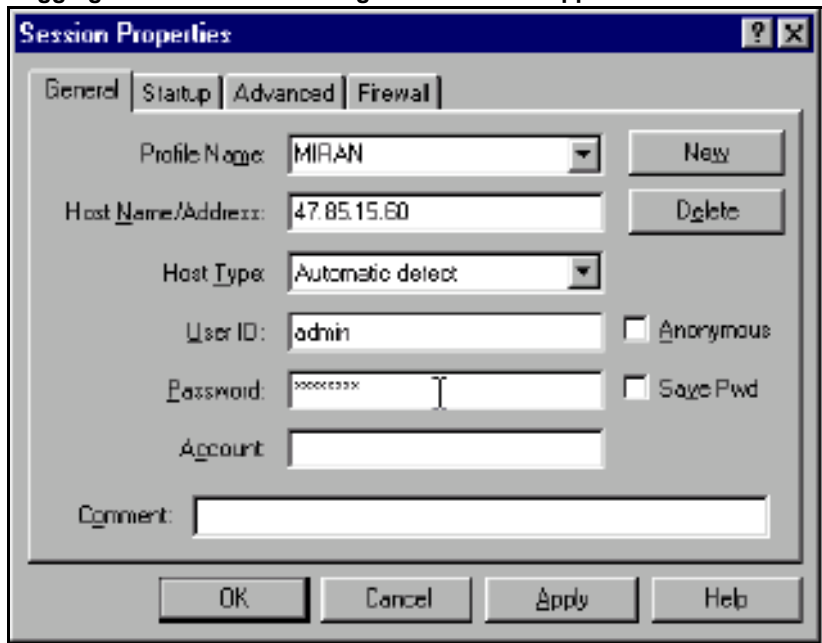 Session Properties
General Startup Advanced Firewall
Profile Name: MIRAN New
Host Name/Address: 47.85.15.60 Delete
Host Type: Automatic detect
User ID: admin Anonymous
Password: ********* Save Pwd
Account
Comment:
OK Cancel Apply Help